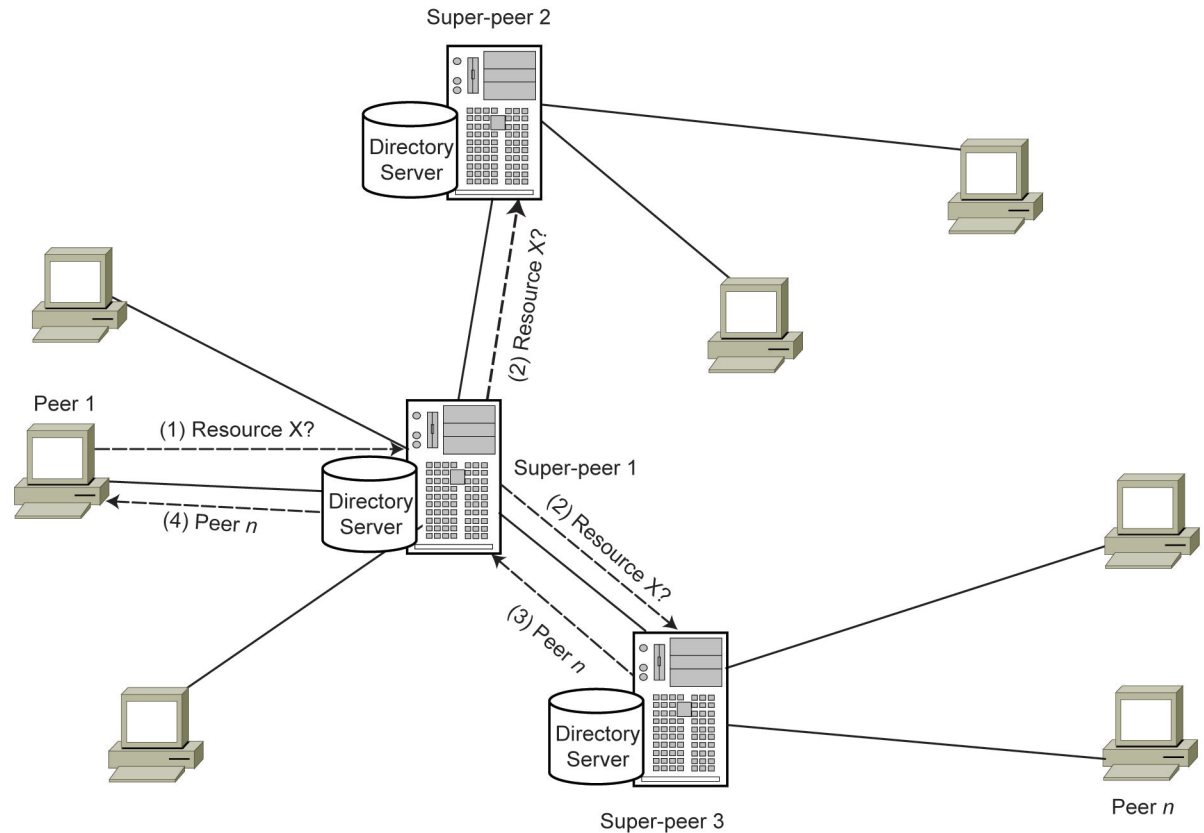 Super-peer 2
Directory
Server
(2) Resource X?
Peer 1
(1) Resource X?
Super-peer 1
Directory
Server
(4) Peer n
(2) Resource X?
(3) Peer n
Directory
Server
Peer n
Super-peer 3